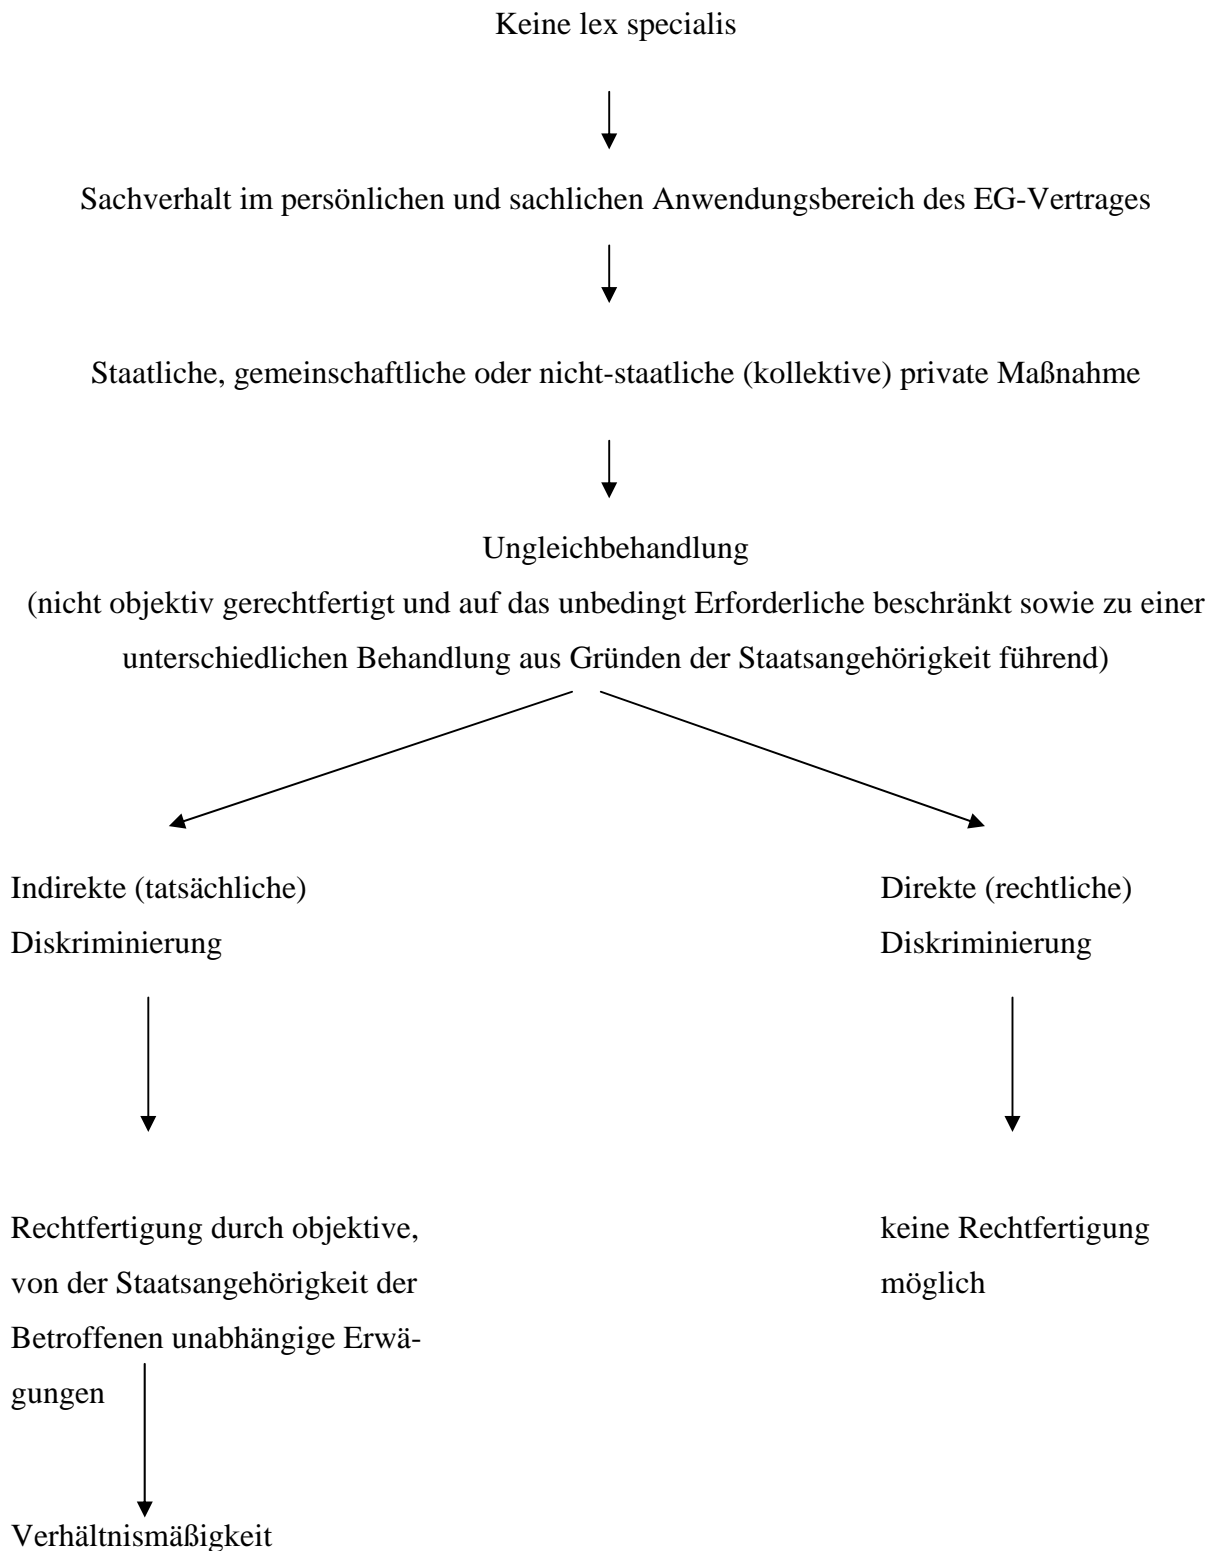 Keine lex specialis
Sachverhalt im persönlichen und sachlichen Anwendungsbereich des EG-Vertrages
Staatliche, gemeinschaftliche oder nicht-staatliche (kollektive) private Maßnahme
Ungleichbehandlung
(nicht objektiv gerechtfertigt und auf das unbedingt Erforderliche beschränkt sowie zu einer
unterschiedlichen Behandlung aus Gründen der Staatsangehörigkeit führend)
Indirekte (tatsächliche)
Diskriminierung
Direkte (rechtliche)
Diskriminierung
Rechtfertigung durch objektive,
von der Staatsangehörigkeit der
Betroffenen unabhängige Erwä-
gungen
keine Rechtfertigung
möglich
Verhältnismäßigkeit